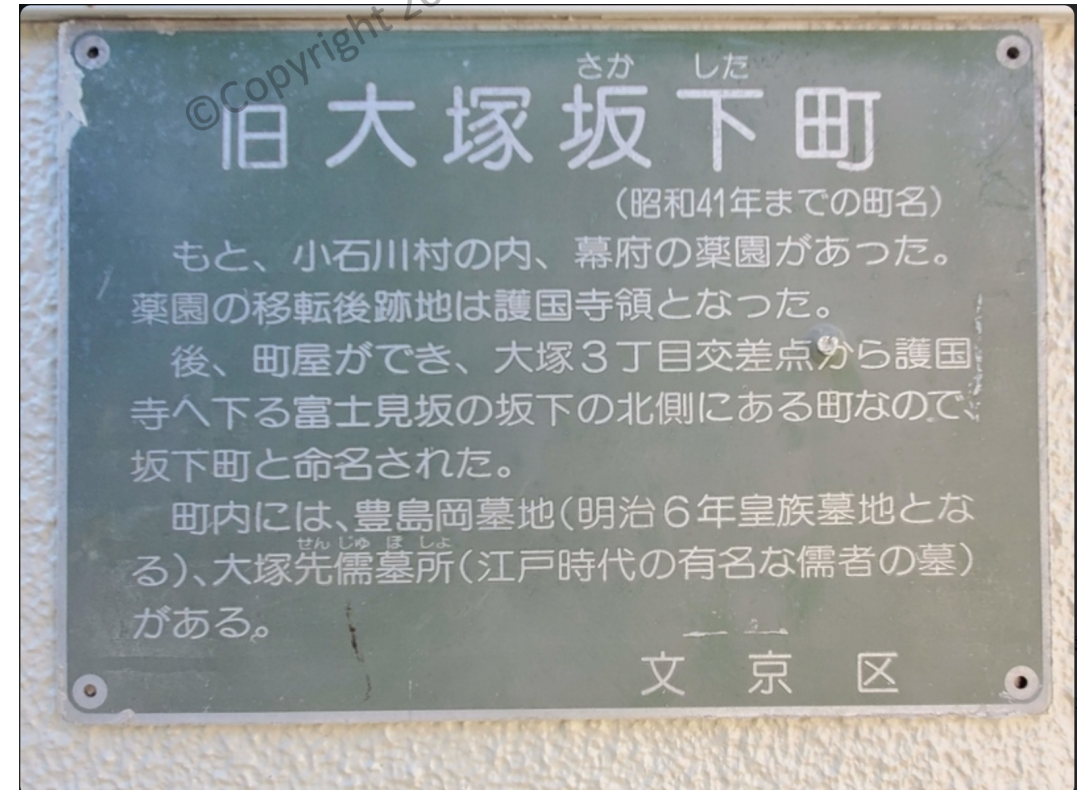 ©Copyright 20
さか した
旧大塚坂下町
(昭和41年までの町名)
もと、小石川村の内、幕府の薬園があった。
薬園の移転後跡地は護国寺領となった。
後、町屋ができ、大塚3丁目交差点から護国
寺へ下る富士見坂の坂下の北側にある町なので、
坂下町と命名された。
町内には、豊島岡墓地(明治6年皇族墓地とな
せんじゅぼしょ
る)、大塚先儒墓所(江戸時代の有名な儒者の墓)
がある。
文京区